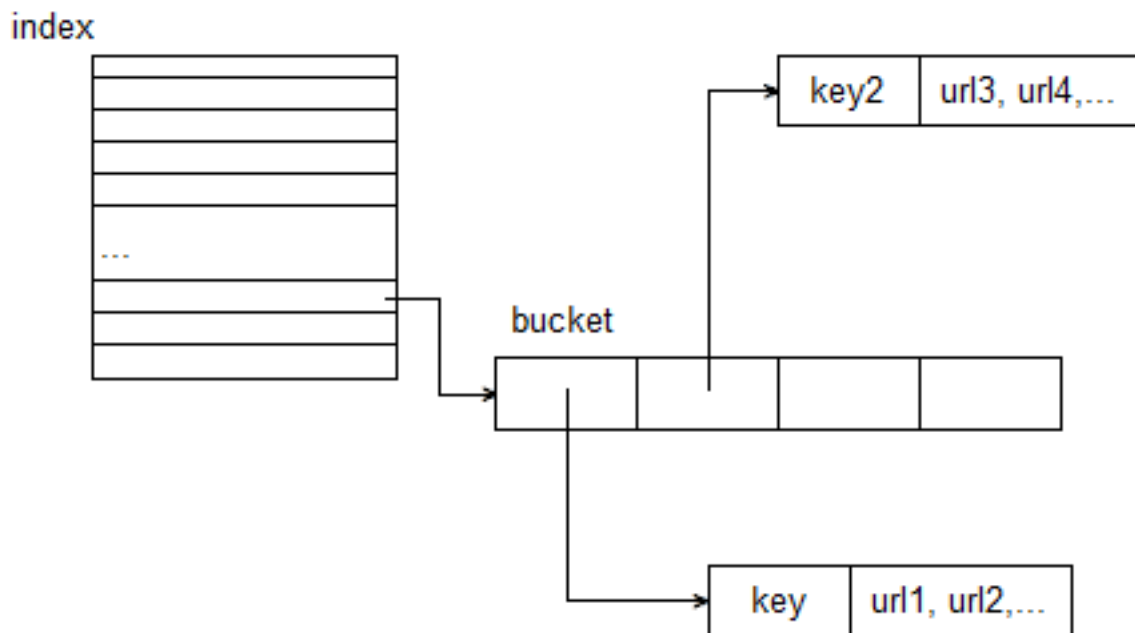 index
key2
url3, url4,...
...
bucket
key
url1, url2,...